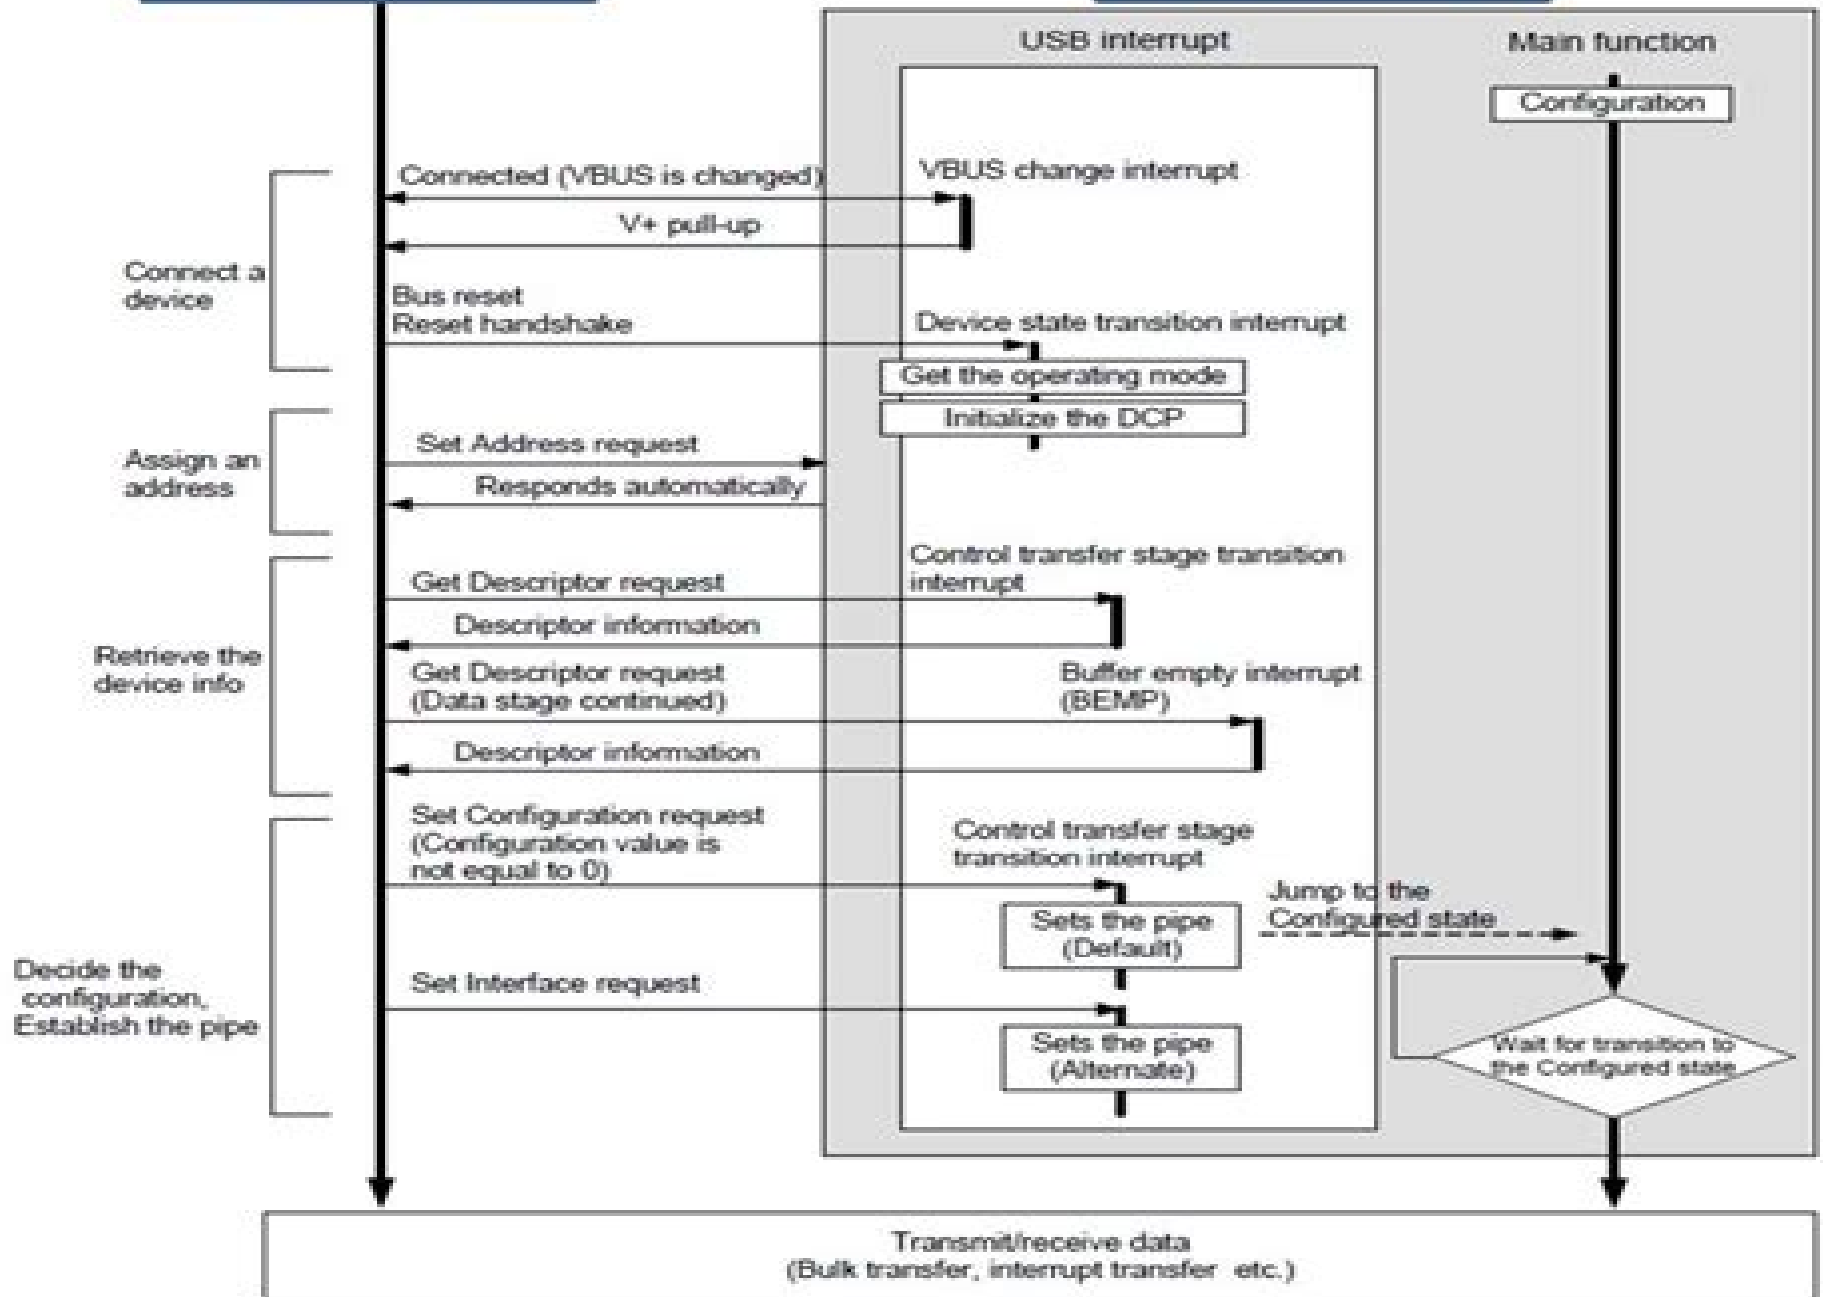 USB interrupt
Main function
Configuration
Connected (VBUS is changed)
VBUS change interrupt
V+ pull-up
Connect a
device
Bus reset
Reset handshake
Device state transition interrupt
Get the operating mode
Initialize the DCP
Set Address request
Assign an
address
Responds automatically
Control transfer stage transition
interrupt
Get Descriptor request
Descriptor information
Retrieve the
device info
Get Descriptor request
(Data stage continued)
Buffer empty interrupt
(BEMP)
Descriptor information
Set Configuration request
(Configuration value is
not equal to 0)
Control transfer stage
transition interrupt
Jump to the
Configured state
Sets the pipe
(Default)
Decide the
configuration,
Establish the pipe
Set Interface request
Sets the pipe
(Alternate)
Wait for transition to
the Configured state
Transmit/receive data
(Bulk transfer, interrupt transfer etc.)